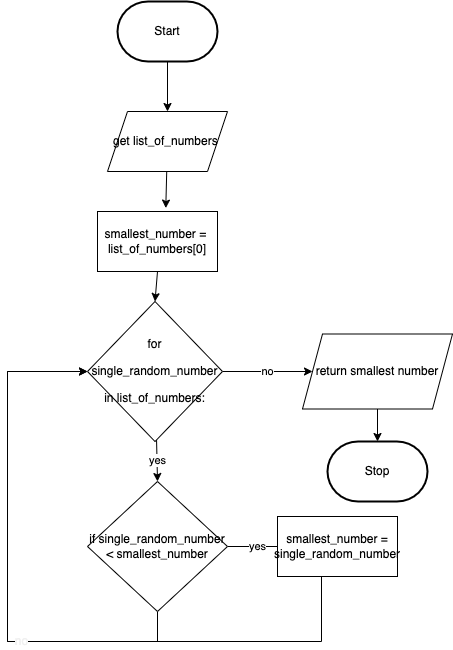 Start
get list_of_numbers
smallest_number =
list_of_numbers[0]
for
single_random_number
in list_of_numbers:
no
return smallest number
Stop
yes
if single_random_number
< smallest_number
yes
smallest_number =
single_random_number
no